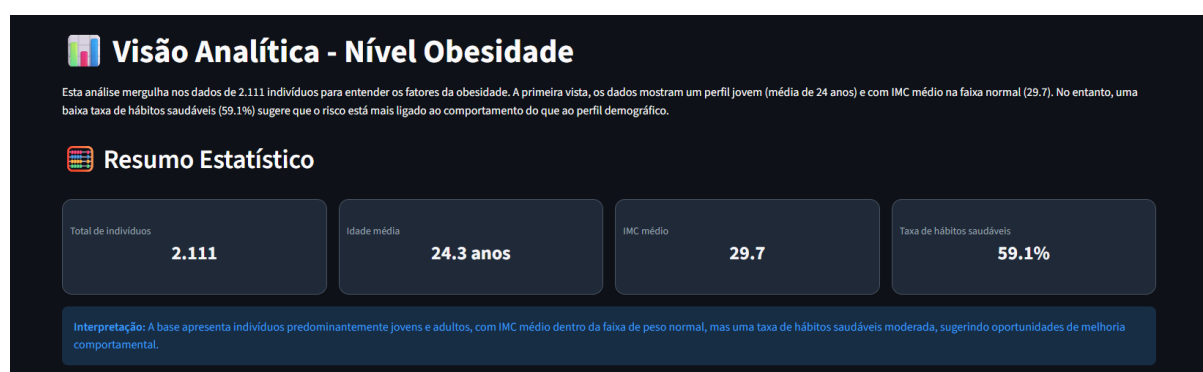 Visão Analítica - Nível Obesidade
Esta análise mergulha nos dados de 2.111 indivíduos para entender os fatores da obesidade. A primeira vista, os dados mostram um perfil jovem (média de 24 anos) e com IMC médio na faixa normal (29.7). No entanto, uma
baixa taxa de hábitos saudáveis (59.1%) sugere que o risco está mais ligado ao comportamento do que ao perfil demográfico.
Resumo Estatístico
Total de indivíduos
2.111
Idade média
24.3 anos
IMC médio
29.7
Taxa de hábitos saudáveis
59.1%
Interpretação: A base apresenta indivíduos predominantemente jovens e adultos, com IMC médio dentro da faixa de peso normal, mas uma taxa de hábitos saudáveis moderada, sugerindo oportunidades de melhoria
comportamental.